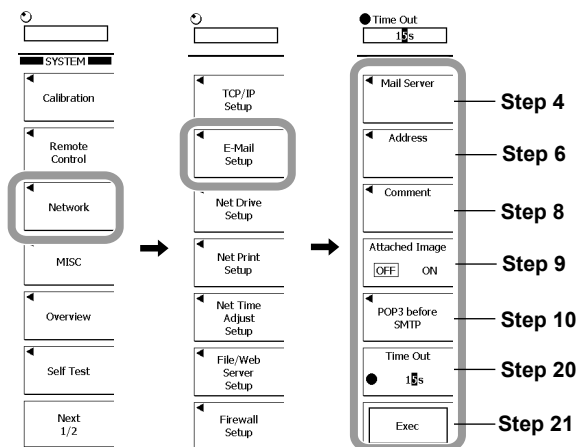 SYSTEM
Calibration
Remote
Control
Network
MISC
Overview
Self Test
Next
1/2
TCP/IP
Setup
E-Mail
Setup
Net Drive
Setup
Net Print
Setup
Net Time
Adjust
Setup
File/Web
Server
Setup
Firewall
Setup
Time Out
15s
Mail Server
Step 4
Address
Step 6
Comment
Step 8
Attached Image
OFF ON
Step 9
POP3 before
SMTP
Step 10
Time Out
15s
Step 20
Exec
Step 21